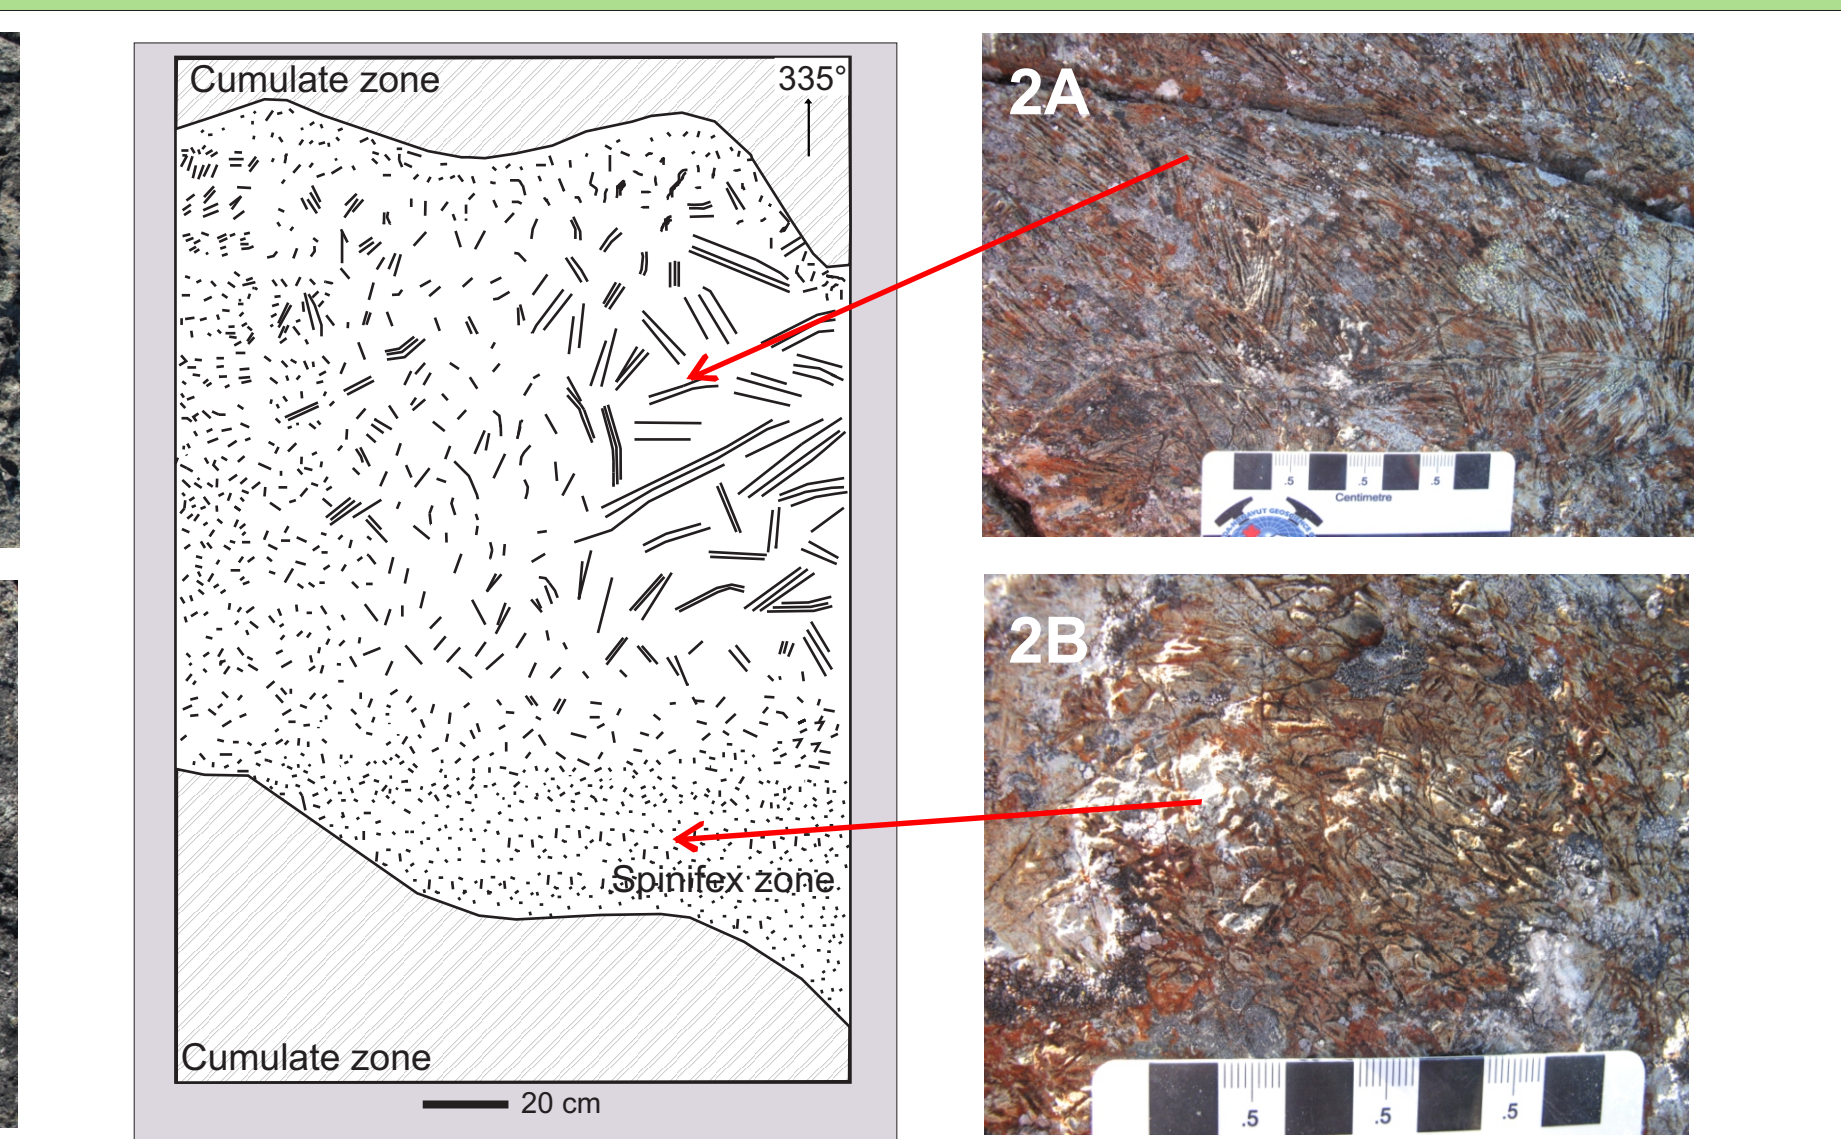 Cumulate zone
335°
Spinifex zone
Cumulate zone
20 cm
2A
.5 .5 .5
Centimetre
2B
.5 .5 .5